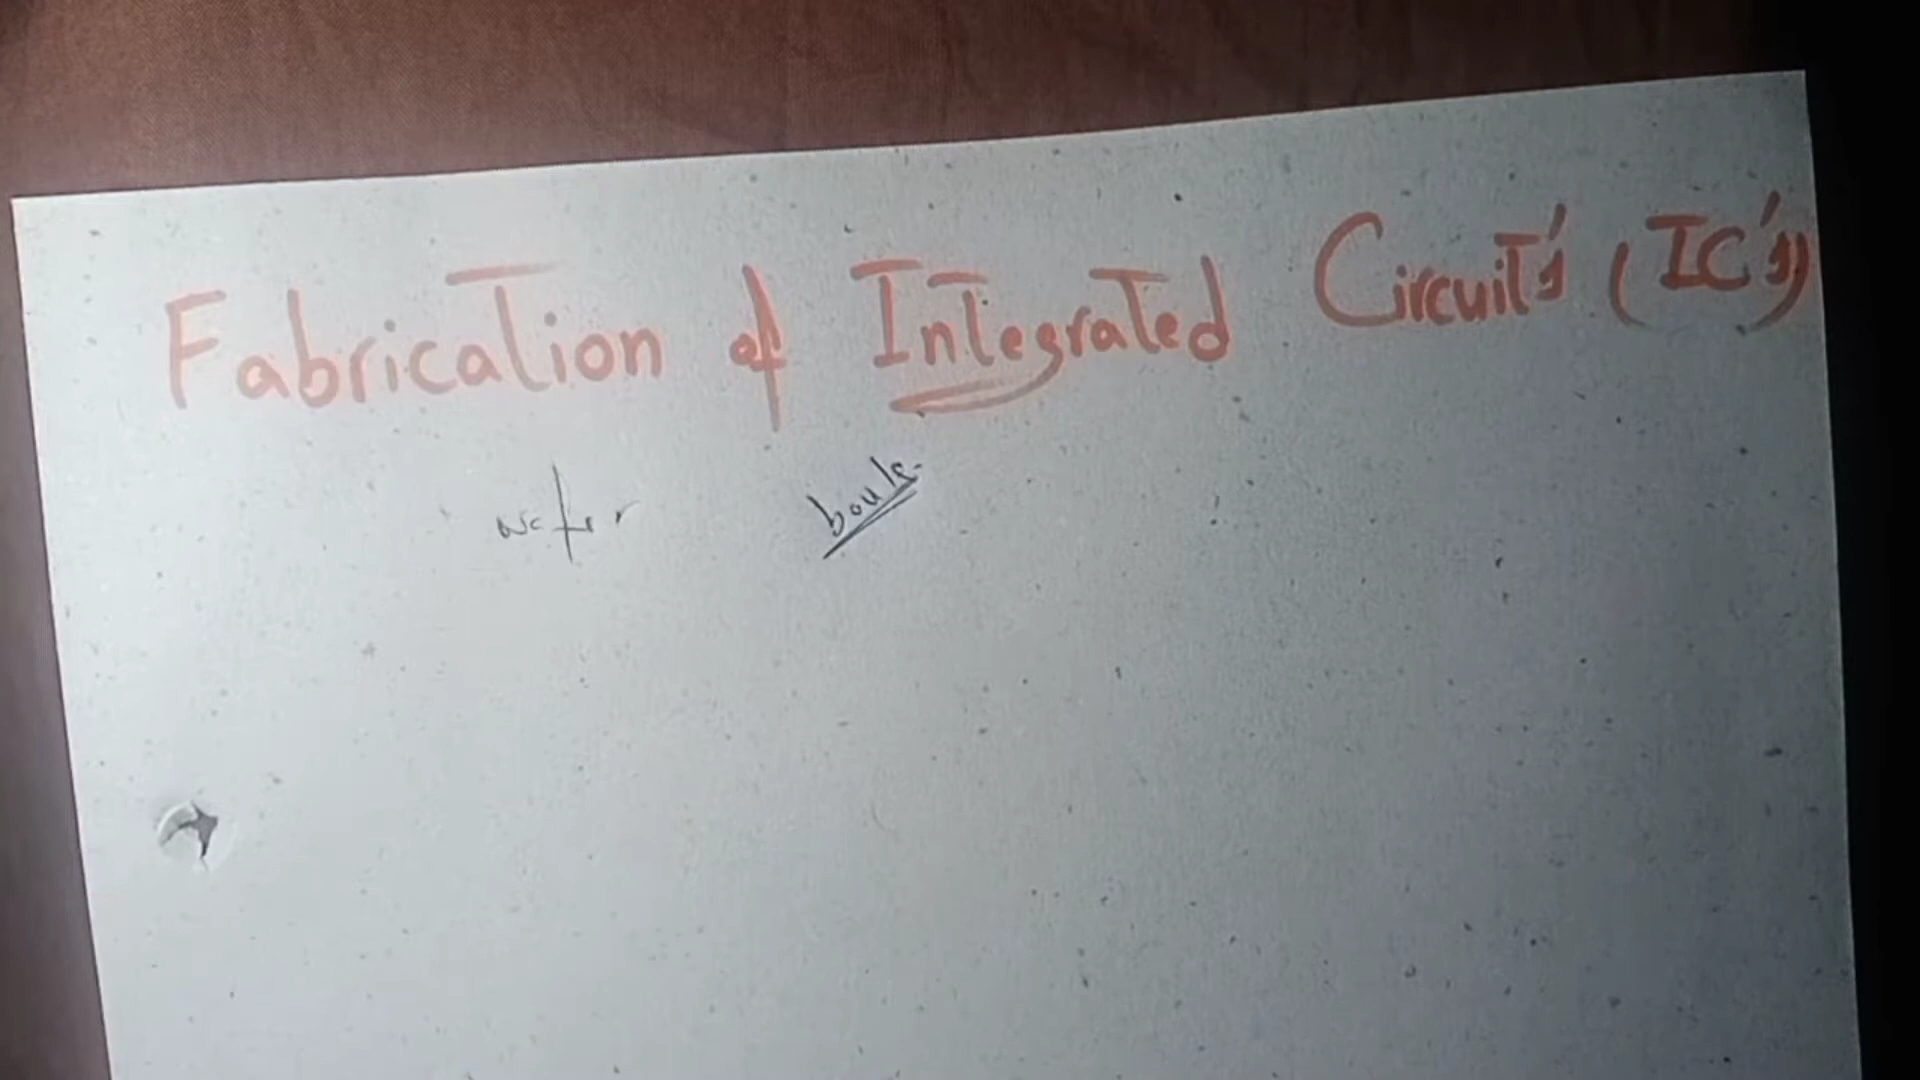 Fabrication of Integrated Circuit's (IC's)
wafer boule